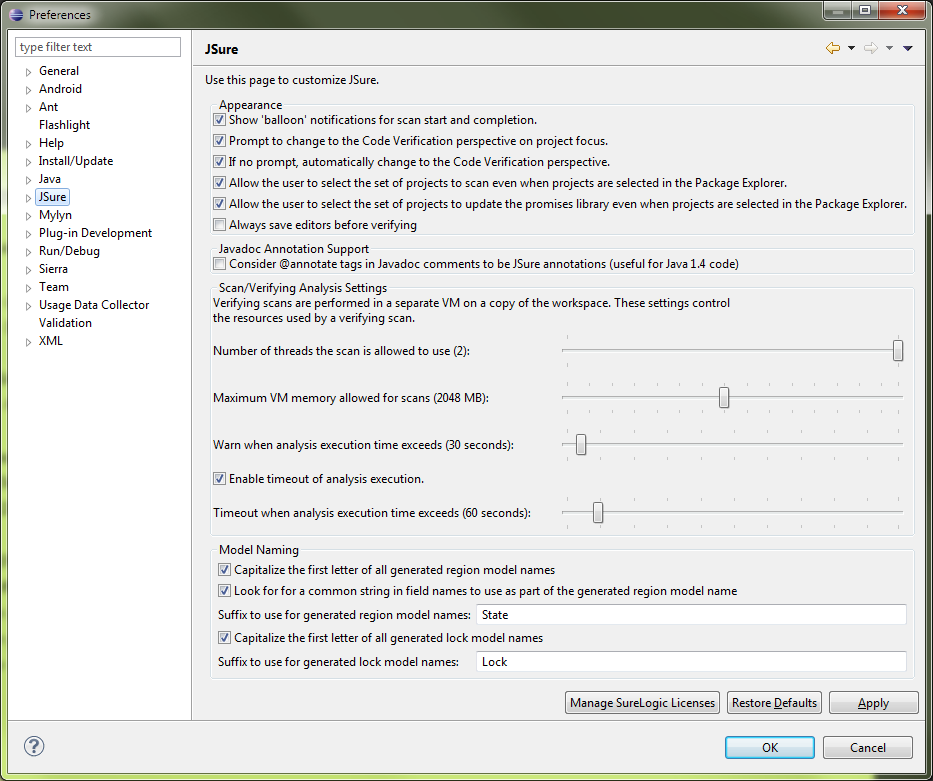 Preferences
type filter text
General
Android
Ant
Flashlight
Help
Install/Update
Java
JSure
Mylyn
Plug-in Development
Run/Debug
Sierra
Team
Usage Data Collector
Validation
XML
JSure
Use this page to customize JSure.
Appearance
Show 'balloon' notifications for scan start and completion.
Prompt to change to the Code Verification perspective on project focus.
If no prompt, automatically change to the Code Verification perspective.
Allow the user to select the set of projects to scan even when projects are selected in the Package Explorer.
Allow the user to select the set of projects to update the promises library even when projects are selected in the Package Explorer.
Always save editors before verifying
Javadoc Annotation Support
Consider @annotate tags in Javadoc comments to be JSure annotations (useful for Java 1.4 code)
Scan/Verifying Analysis Settings
Verifying scans are performed in a separate VM on a copy of the workspace. These settings control
the resources used by a verifying scan.
Number of threads the scan is allowed to use (2):
Maximum VM memory allowed for scans (2048 MB):
Warn when analysis execution time exceeds (30 seconds):
Enable timeout of analysis execution.
Timeout when analysis execution time exceeds (60 seconds):
Model Naming
Capitalize the first letter of all generated region model names
Look for for a common string in field names to use as part of the generated region model name
Suffix to use for generated region model names: State
Capitalize the first letter of all generated lock model names
Suffix to use for generated lock model names: Lock
Manage SureLogic Licenses Restore Defaults Apply
? OK Cancel